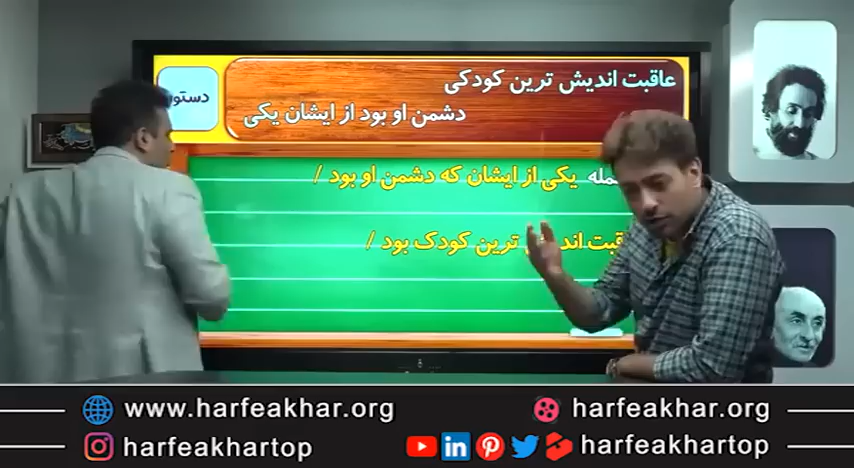 عاقبت اندیش ترین کودکی
دشمن او بود از ایشان یکی
دستور
یکی از ایشان که دشمن او بود /
ترین کودک بود /
www.harfeakhar.org
harfeakhar.org
harfeakhartop
harfeakhartop